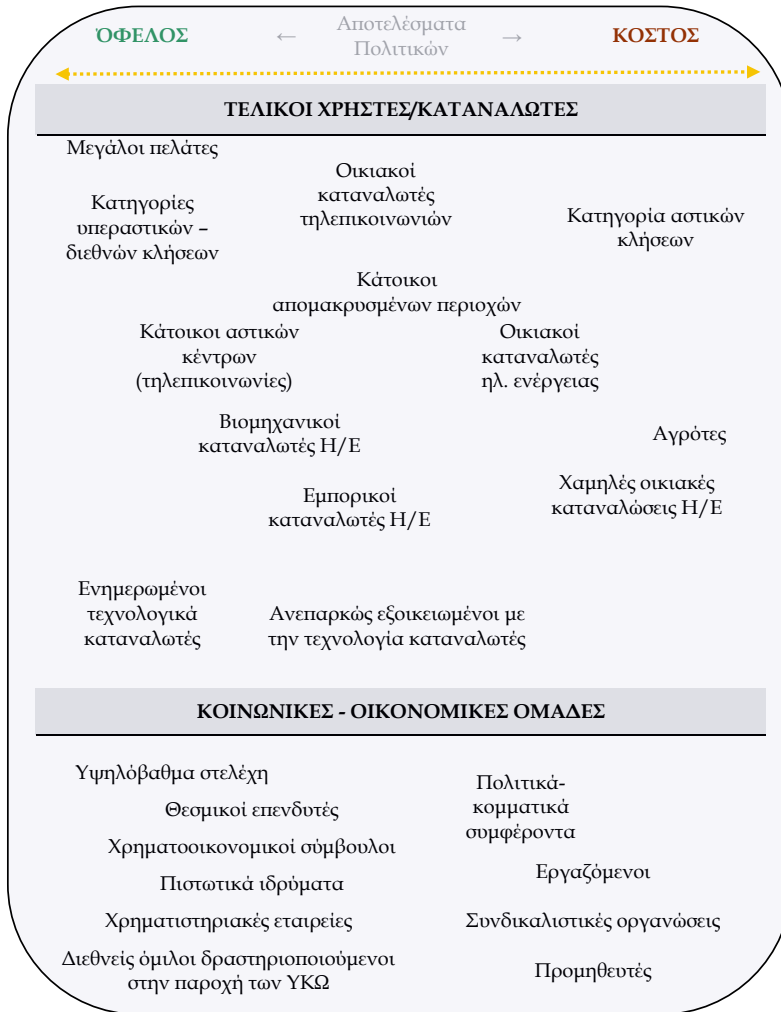 ΌΦΕΛΟΣ ← Αποτελέσματα Πολιτικών → ΚΟΣΤΟΣ
ΤΕΛΙΚΟΙ ΧΡΗΣΤΕΣ/ΚΑΤΑΝΑΛΩΤΕΣ
Μεγάλοι πελάτες
Οικιακοί
καταναλωτές
τηλεπικοινωνιών
Κατηγορίες
υπεραστικών –
διεθνών κλήσεων
Κατηγορία αστικών
κλήσεων
Κάτοικοι
απομακρυσμένων περιοχών
Κάτοικοι αστικών
κέντρων
(τηλεπικοινωνίες)
Οικιακοί
καταναλωτές
ηλ. ενέργειας
Βιομηχανικοί
καταναλωτές Η/Ε
Αγρότες
Εμπορικοί
καταναλωτές Η/Ε
Χαμηλές οικιακές
καταναλώσεις Η/Ε
Ενημερωμένοι
τεχνολογικά
καταναλωτές
Ανεπαρκώς εξοικειωμένοι με
την τεχνολογία καταναλωτές
ΚΟΙΝΩΝΙΚΕΣ - ΟΙΚΟΝΟΜΙΚΕΣ ΟΜΑΔΕΣ
Υψηλόβαθμα στελέχη
Θεσμικοί επενδυτές
Χρηματοοικονομικοί σύμβουλοι
Πιστωτικά ιδρύματα
Χρηματιστηριακές εταιρείες
Διεθνείς όμιλοι δραστηριοποιούμενοι
στην παροχή των ΥΚΩ
Πολιτικά-
κομματικά
συμφέροντα
Εργαζόμενοι
Συνδικαλιστικές οργανώσεις
Προμηθευτές